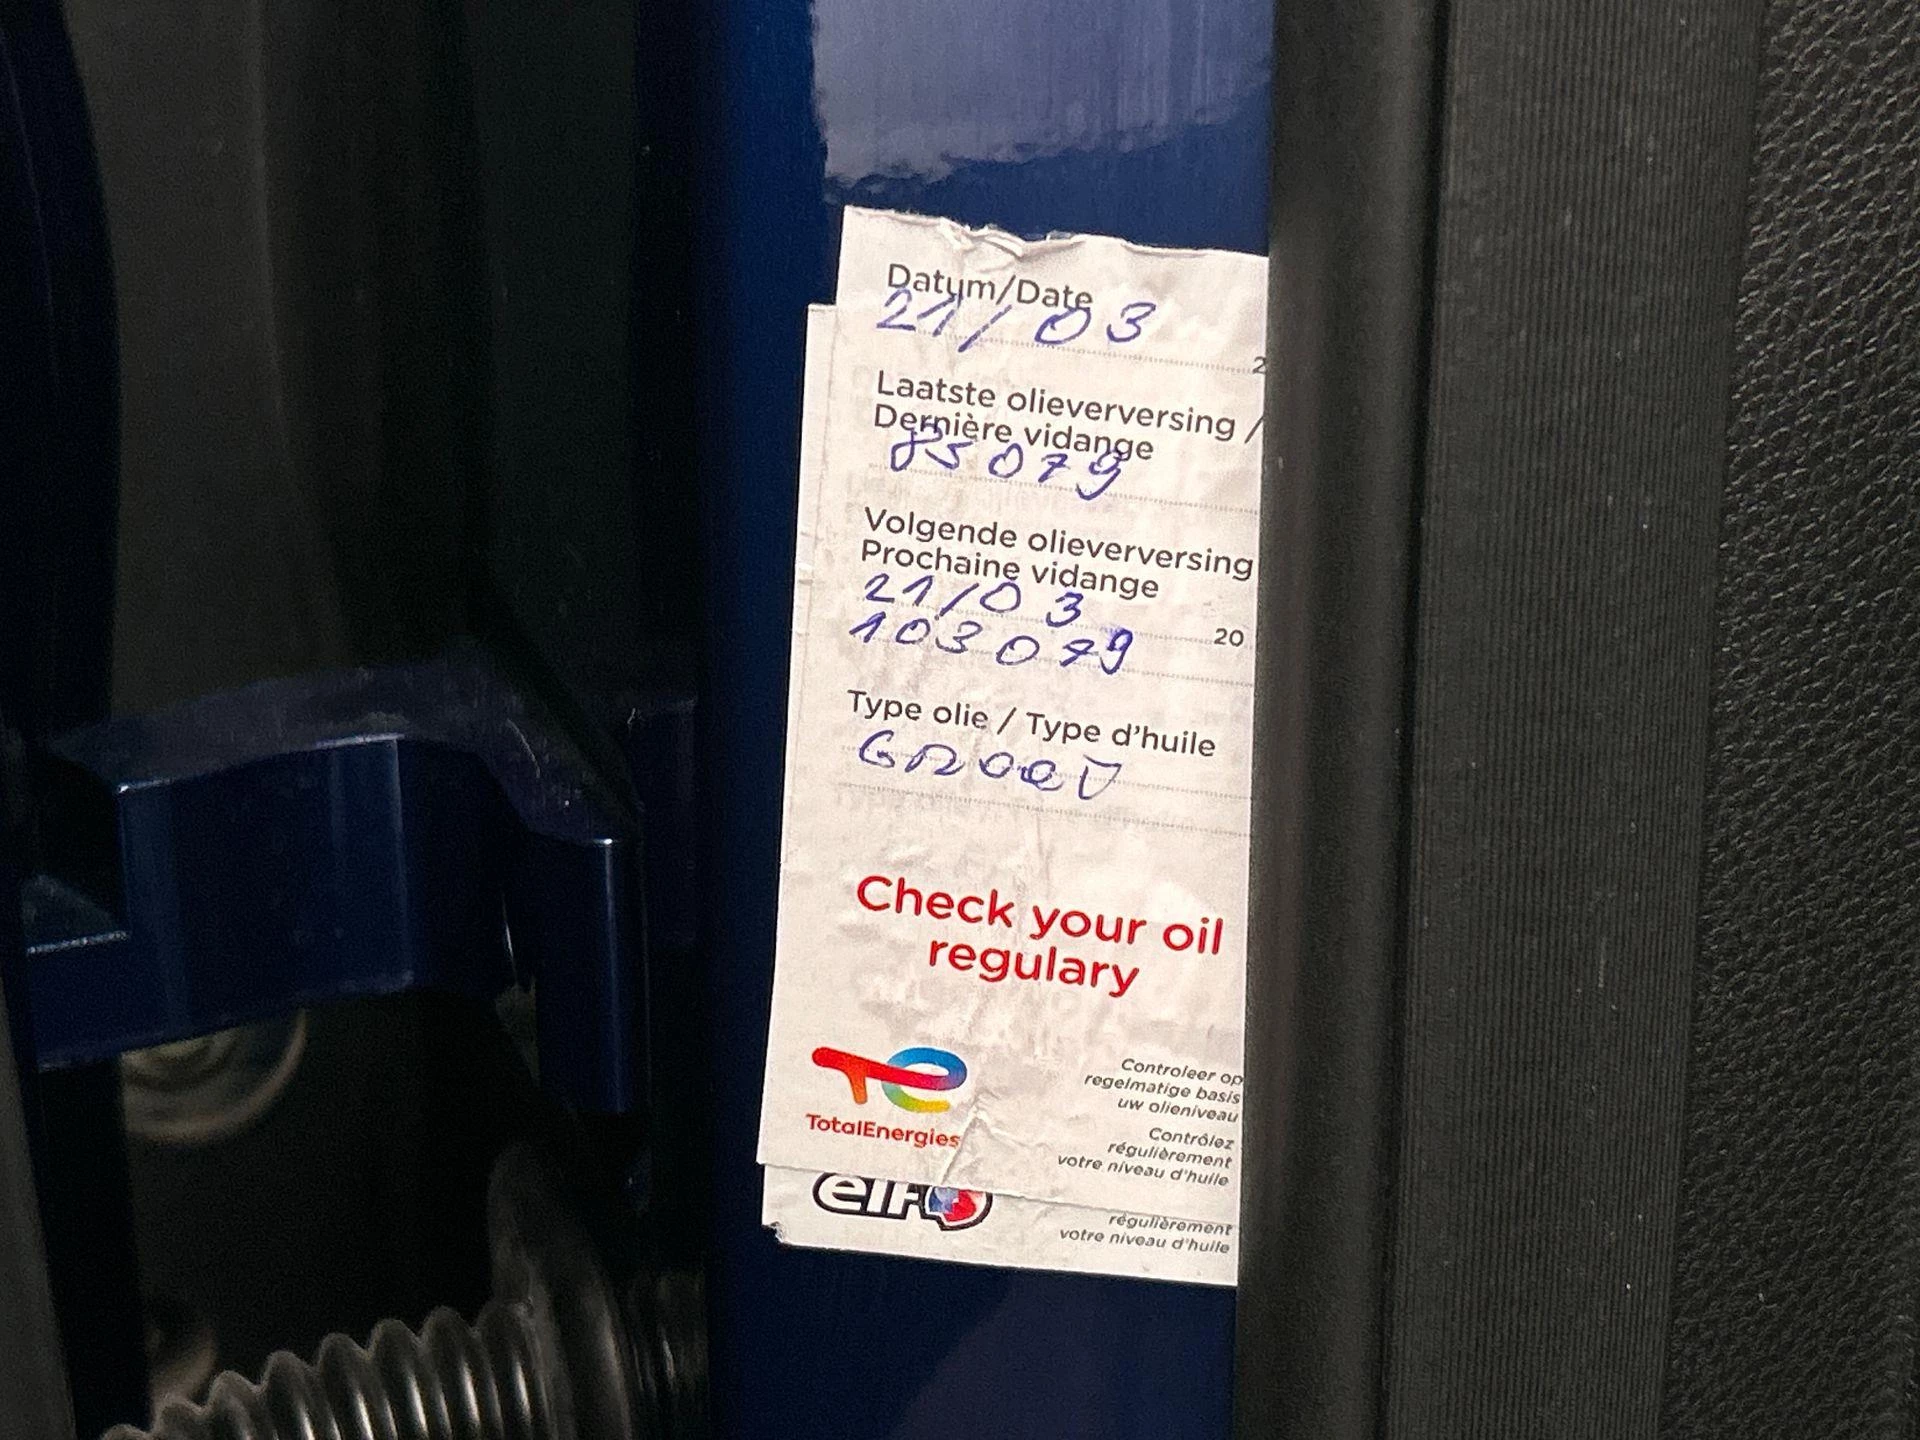 Datum/Date
21/03
2
Laatste olieverversing /
Dernière vidange
85079
Volgende olieverversing
Prochaine vidange
21/03
20
103079
Type olie / Type d'huile
Check your oil
regulary
TotalEnergies
Controleer op
regelmatige basis
uw olieniveau
Contrôlez
régulièrement
votre niveau d'huile
elf
régulièrement
votre niveau d'huile